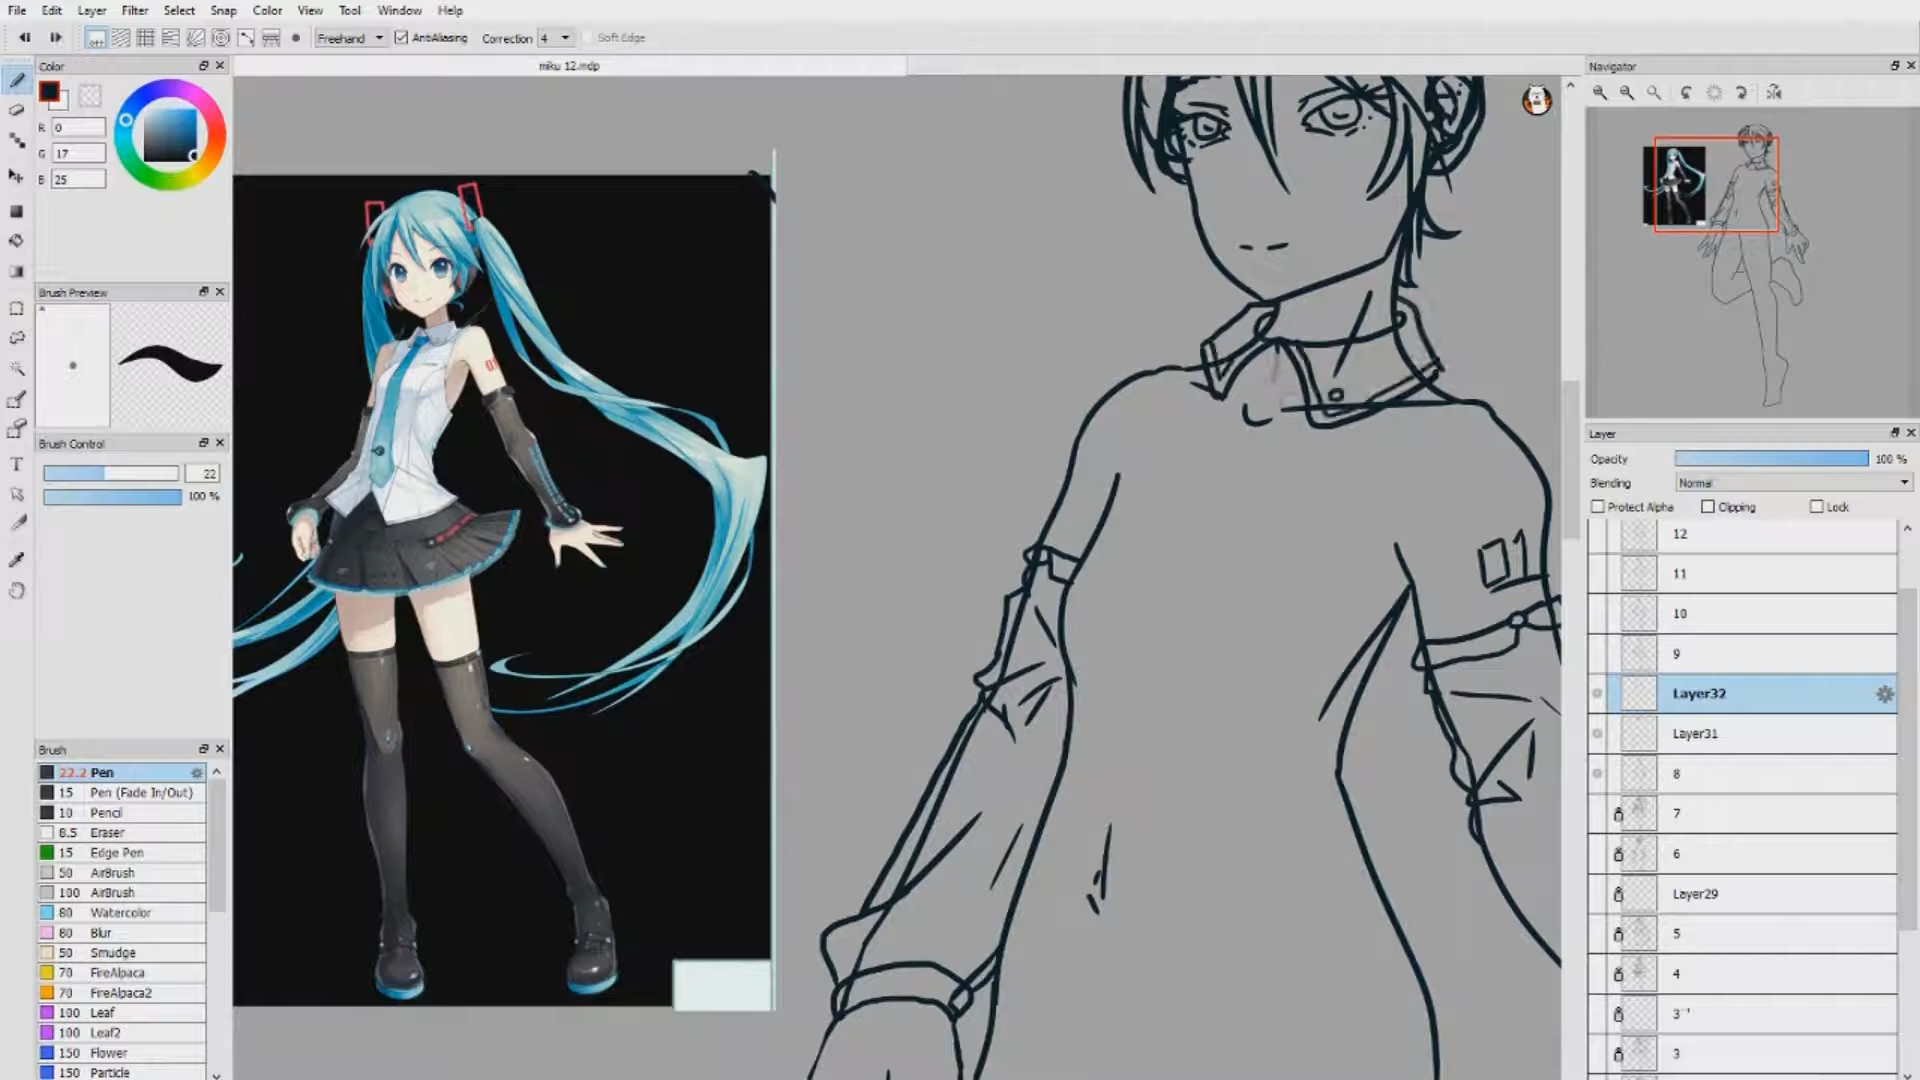 File Edit Layer Filter Select Snap Color View Tool Window Help
Freehand AntiAliasing Correction 4 Soft Edge
Color
miku 12.mdp
Navigator
R 0
G 17
B 25
Brush Preview
Brush Control
22
100 %
Layer
Opacity 100 %
Blending Normal
Protect Alpha Clipping Lock
12
11
10
9
Layer32
Layer31
8
7
6
Layer29
5
4
3
01
01
Brush
22.2 Pen
15 Pen (Fade In/Out)
10 Pencil
8.5 Eraser
15 Edge Pen
50 AirBrush
100 AirBrush
80 Watercolor
80 Blur
50 Smudge
70 FireAlpaca
70 FireAlpaca2
100 Leaf
100 Leaf2
150 Flower
150 Particle